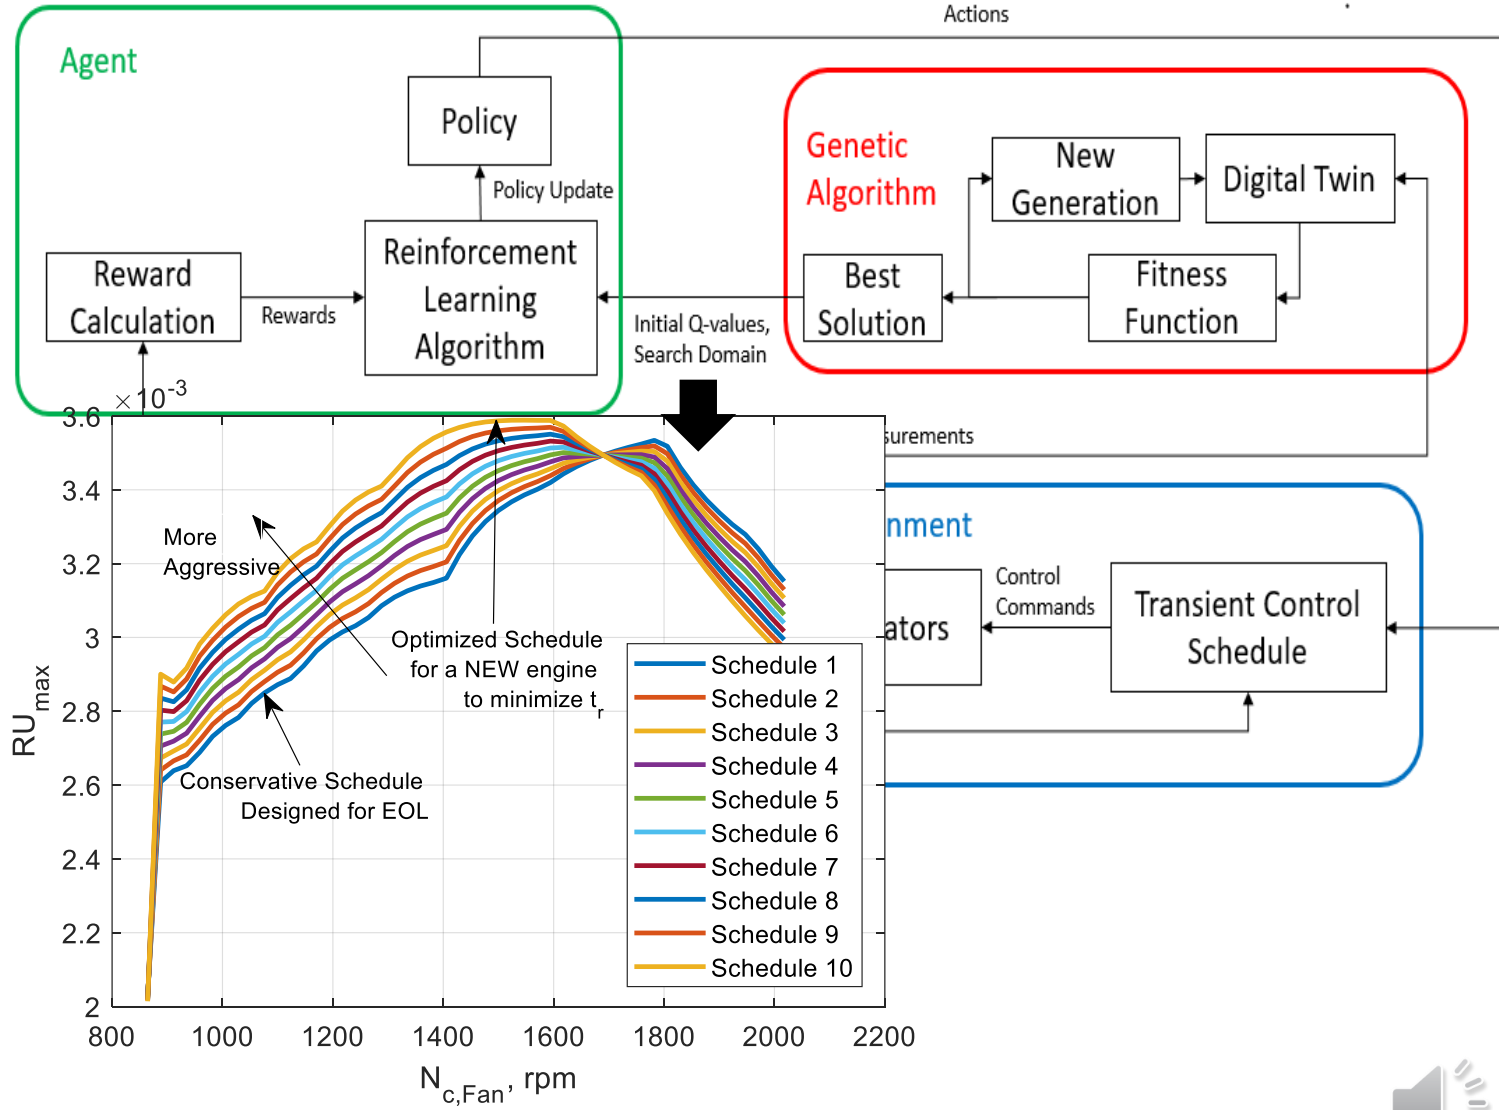 Actions
Agent
Policy
Policy Update
Reinforcement
Learning
Algorithm
Reward
Calculation
Rewards
Genetic
Algorithm
New
Generation
Digital Twin
Best
Solution
Fitness
Function
Initial Q-values,
Search Domain
surements
nment
ators
Control
Commands
Transient Control
Schedule
×10-3
3.6
3.4
3.2
3
2.8
2.6
2.4
2.2
2
RUmax
More
Aggressive
Optimized Schedule
for a NEW engine
to minimize tr
Conservative Schedule
Designed for EOL
Schedule 1
Schedule 2
Schedule 3
Schedule 4
Schedule 5
Schedule 6
Schedule 7
Schedule 8
Schedule 9
Schedule 10
800 1000 1200 1400 1600 1800 2000 2200
Nc,Fan, rpm